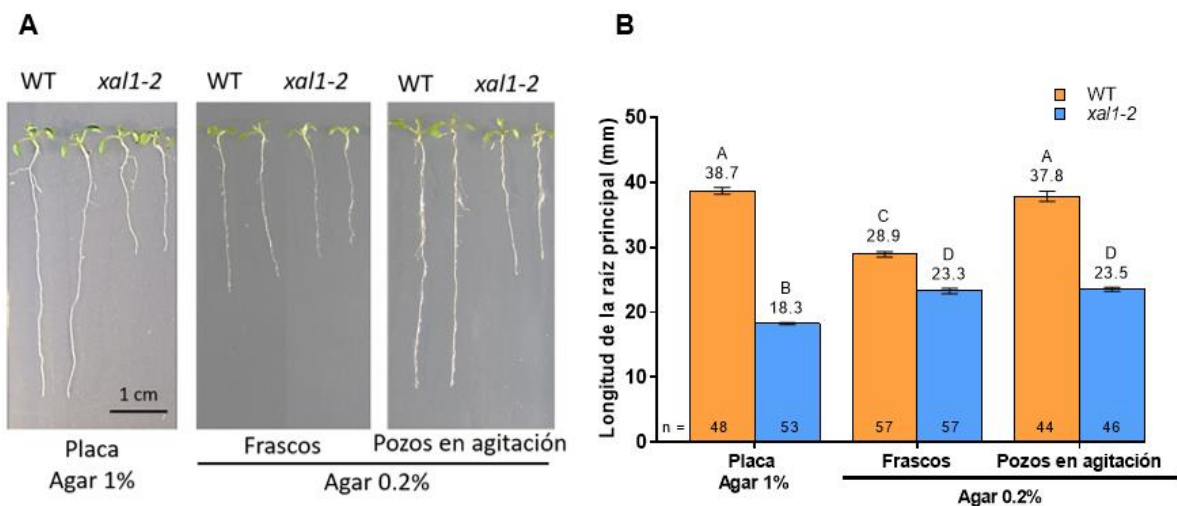 A
WT xal1-2 WT xal1-2 WT xal1-2
1 cm
Placa
Agar 1%
Frascos Pozos en agitación
Agar 0.2%
B
WT
xal1-2
Longitud de la raíz principal (mm)
50
40
30
20
10
0
A
38.7
B
18.3
C
28.9
D
23.3
A
37.8
D
23.5
n = 48 53 57 57 44 46
Placa
Agar 1%
Frascos Pozos en agitación
Agar 0.2%